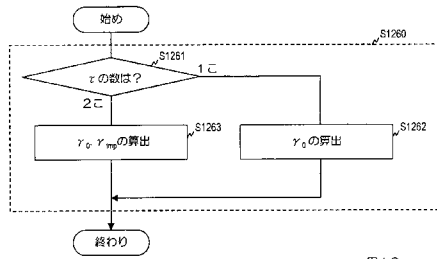 始め
S1260
S1261
τの数は？
1こ
2こ
γ0, γimpの算出
S1263
γ0の算出
S1262
終わり